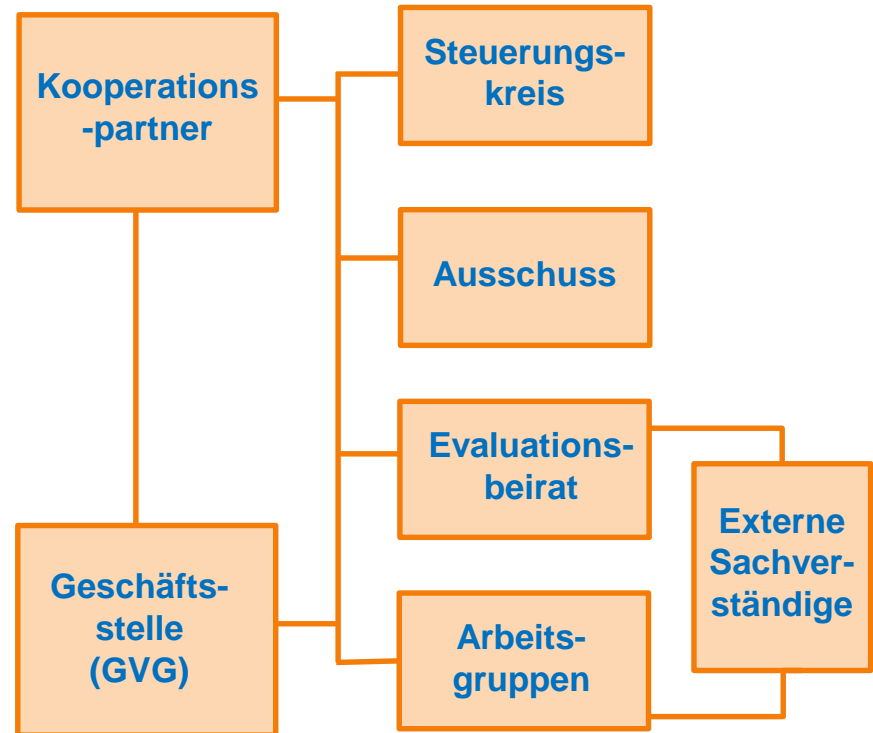 Kooperations
-partner
Steuerungs-
kreis
Ausschuss
Evaluations-
beirat
Externe
Sachver-
ständige
Geschäfts-
stelle
(GVG)
Arbeits-
gruppen